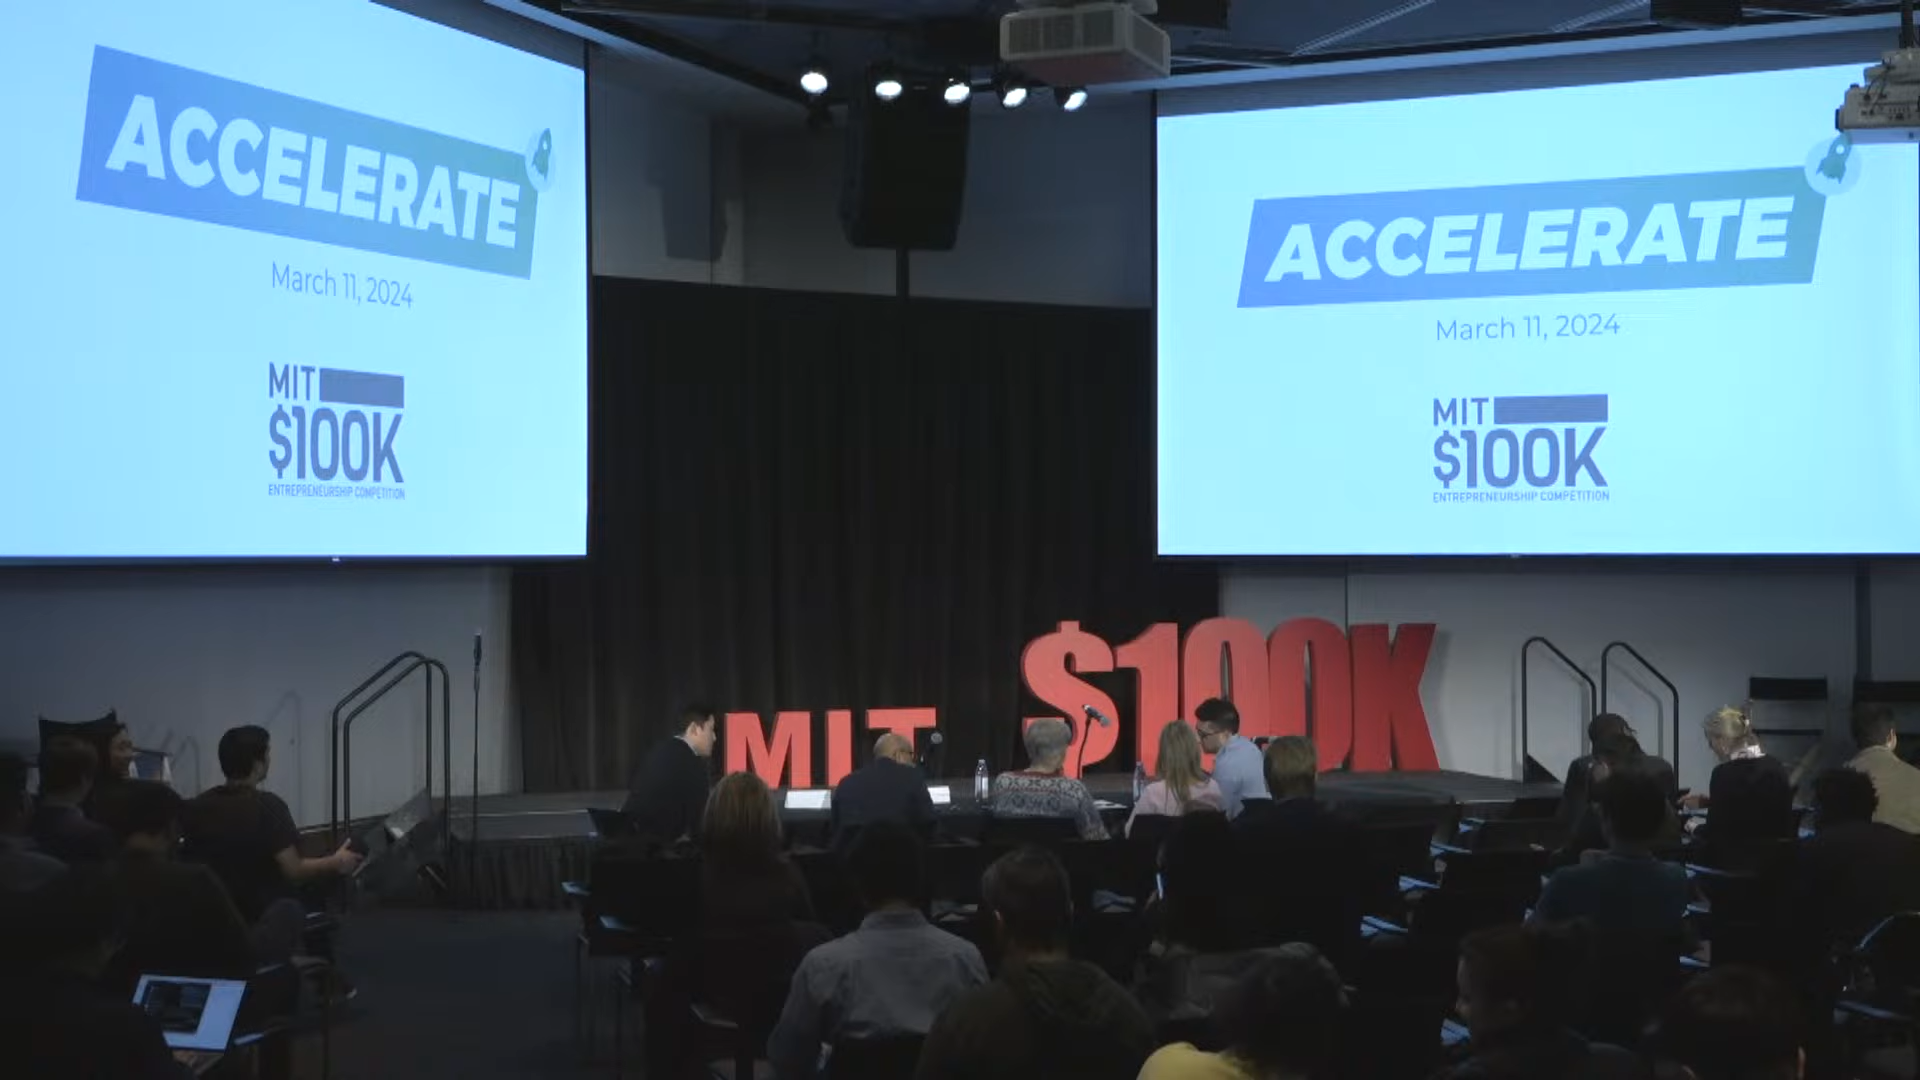 ACCELERATE
March 11, 2024
MIT
$100K
ENTREPRENEURSHIP COMPETITION
ACCELERATE
March 11, 2024
MIT
$100K
ENTREPRENEURSHIP COMPETITION
MIT $100K